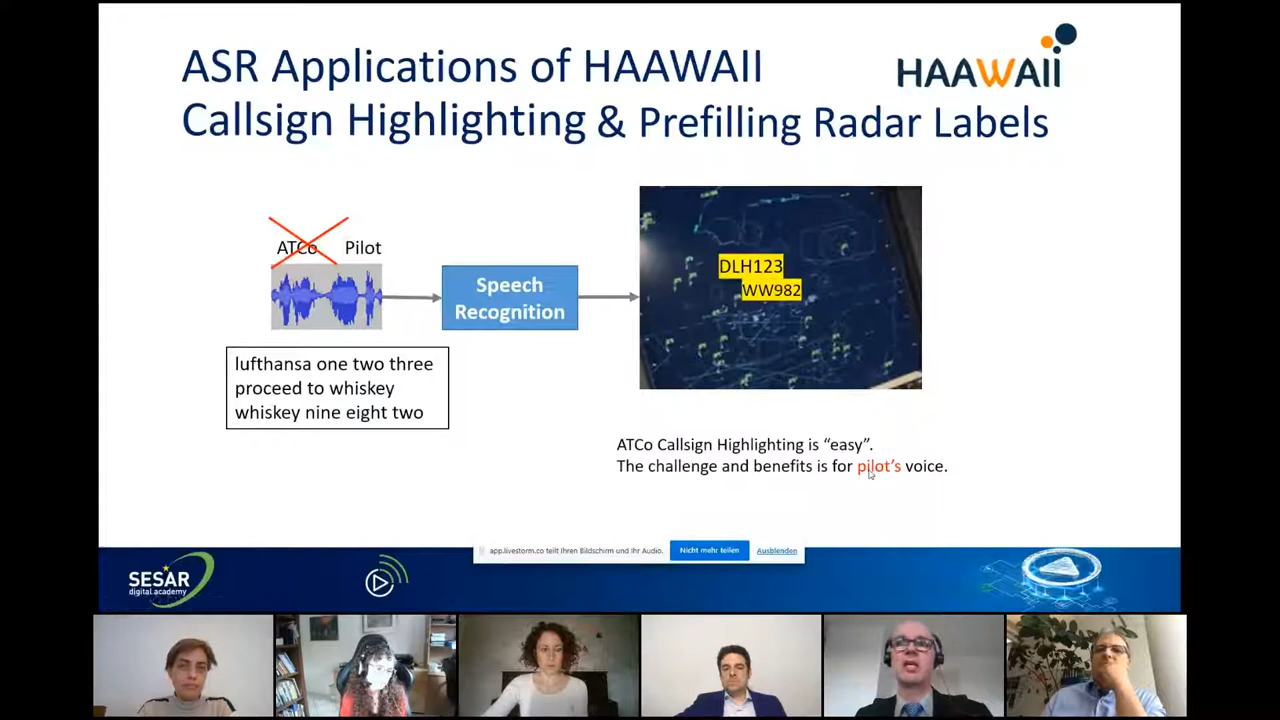 ASR Applications of HAAWAII
Callsign Highlighting & Prefilling Radar Labels
HAAWAII
ATCo Pilot
Speech
Recognition
DLH123
WW982
lufthansa one two three
proceed to whiskey
whiskey nine eight two
ATCo Callsign Highlighting is “easy”.
The challenge and benefits is for pilot’s voice.
app.livestorm.co teilt Ihren Bildschirm und Ihr Audio.
Nicht mehr teilen
Ausblenden
SESAR
digital academy